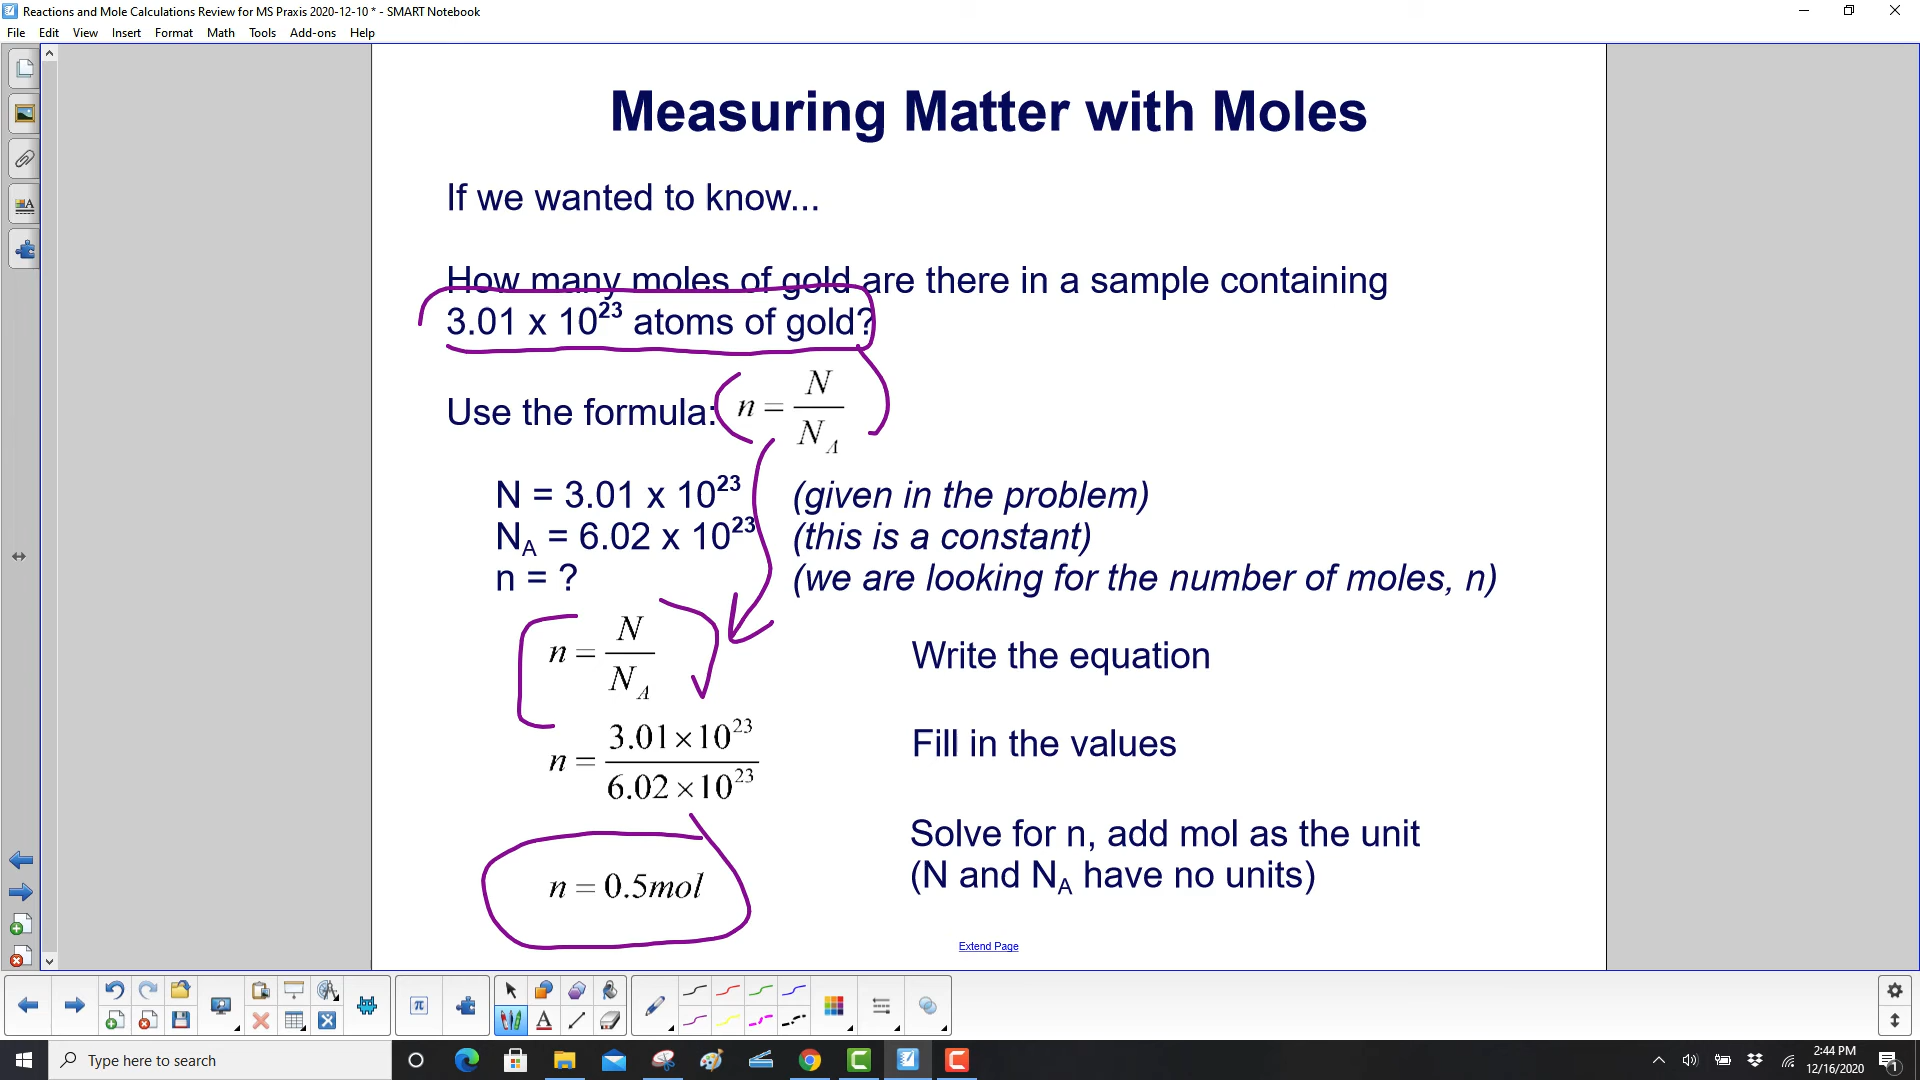 Reactions and Mole Calculations Review for MS Praxis 2020-12-10 * - SMART Notebook
File Edit View Insert Format Math Tools Add-ons Help
Measuring Matter with Moles
If we wanted to know...
How many moles of gold are there in a sample containing
3.01 x 10²³ atoms of gold?
Use the formula: n = N / N_A
N = 3.01 x 10²³ (given in the problem)
N_A = 6.02 x 10²³ (this is a constant)
n = ? (we are looking for the number of moles, n)
n = N / N_A Write the equation
n = 3.01×10²³ / 6.02×10²³ Fill in the values
Solve for n, add mol as the unit
n = 0.5mol (N and N_A have no units)
Extend Page
π
A
Type here to search
2:44 PM
12/16/2020
1